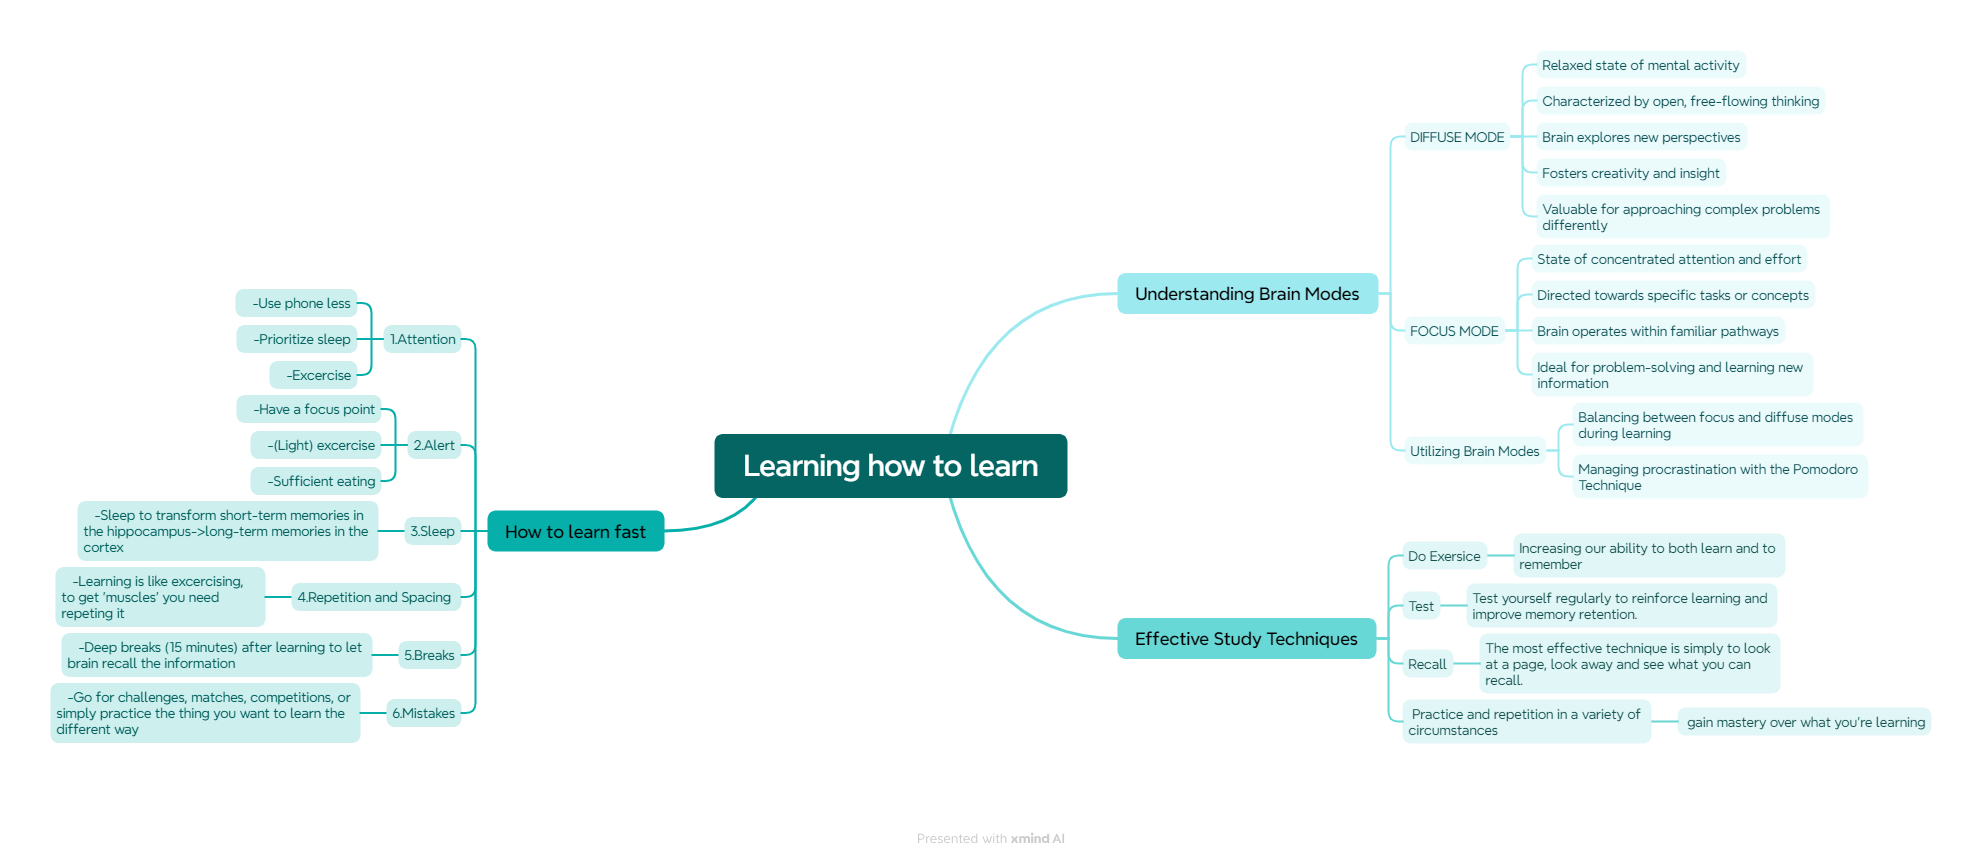 Learning how to learn
Understanding Brain Modes
DIFFUSE MODE
Relaxed state of mental activity
Characterized by open, free-flowing thinking
Brain explores new perspectives
Fosters creativity and insight
Valuable for approaching complex problems
differently
FOCUS MODE
State of concentrated attention and effort
Directed towards specific tasks or concepts
Brain operates within familiar pathways
Ideal for problem-solving and learning new
information
Utilizing Brain Modes
Balancing between focus and diffuse modes
during learning
Managing procrastination with the Pomodoro
Technique
Effective Study Techniques
Do Exersice
Increasing our ability to both learn and to
remember
Test
Test yourself regularly to reinforce learning and
improve memory retention.
Recall
The most effective technique is simply to look
at a page, look away and see what you can
recall.
Practice and repetition in a variety of
circumstances
gain mastery over what you're learning
How to learn fast
1.Attention
-Use phone less
-Prioritize sleep
-Excercise
2.Alert
-Have a focus point
-(Light) excercise
-Sufficient eating
3.Sleep
-Sleep to transform short-term memories in
the hippocampus->long-term memories in the
cortex
4.Repetition and Spacing
-Learning is like excercising,
to get 'muscles' you need
repeting it
5.Breaks
-Deep breaks (15 minutes) after learning to let
brain recall the information
6.Mistakes
-Go for challenges, matches, competitions, or
simply practice the thing you want to learn the
different way
Presented with xmind AI